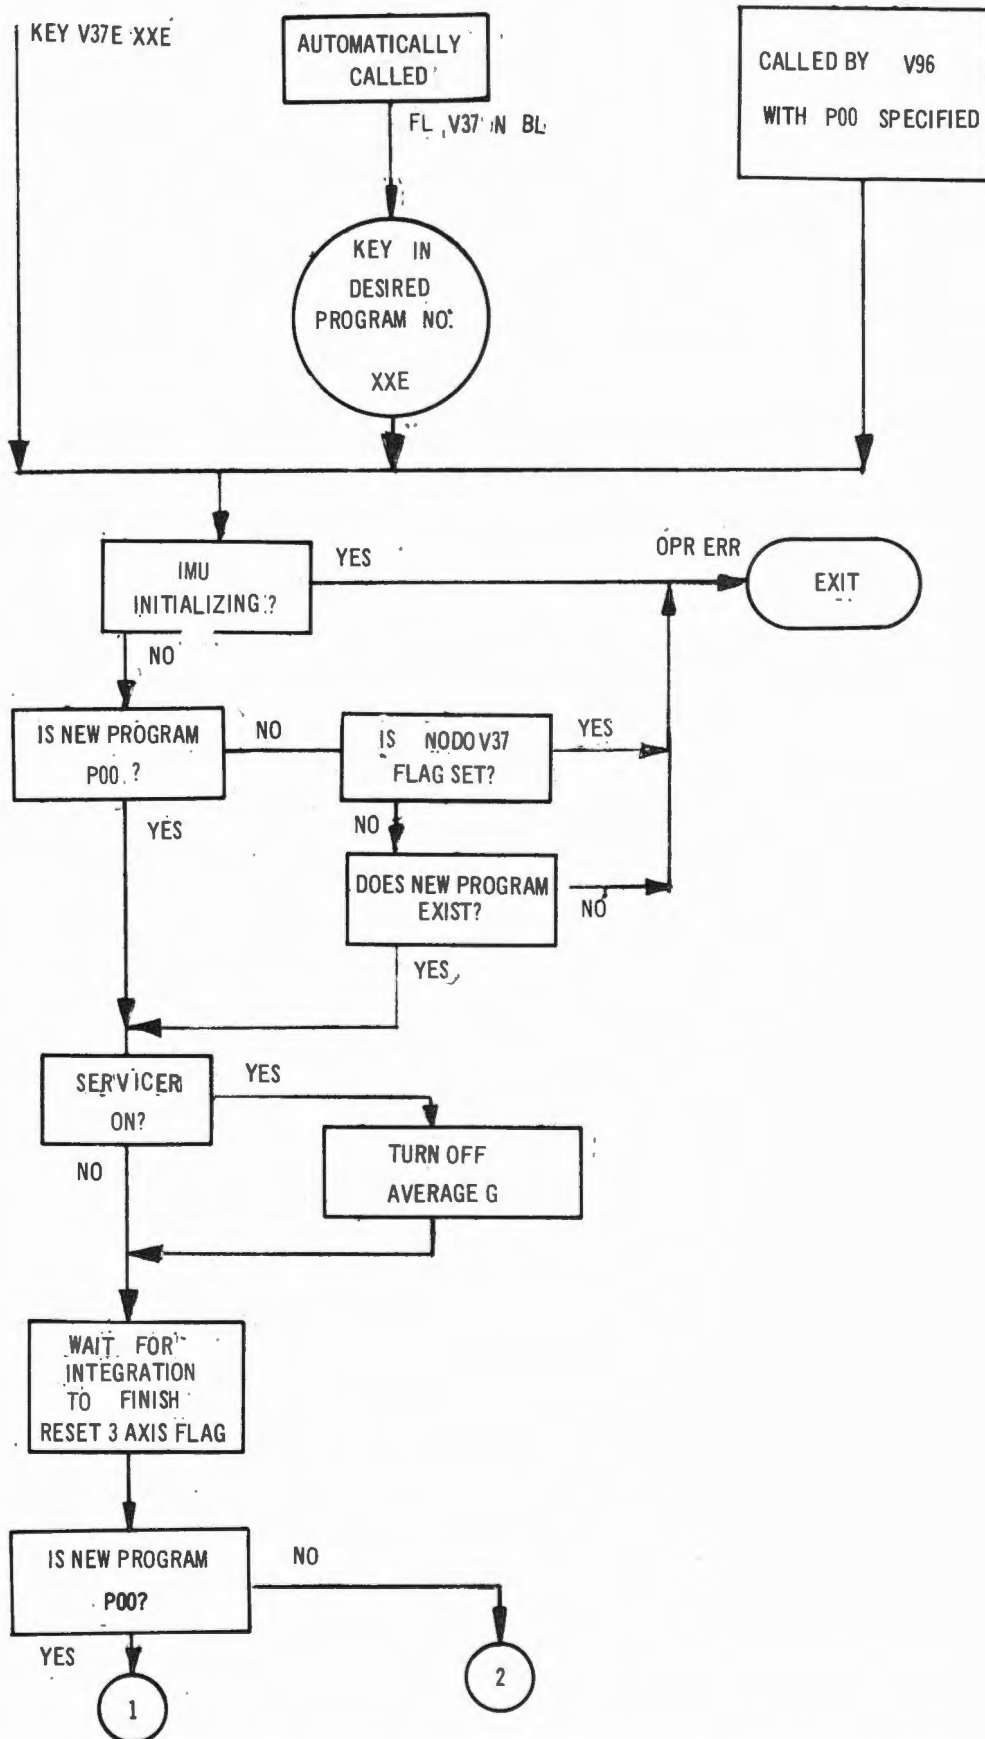 KEY V37E XXE
AUTOMATICALLY
CALLED
FL V37 IN BL
KEY IN
DESIRED
PROGRAM NO.
XXE
CALLED BY V96
WITH P00 SPECIFIED
IMU
INITIALIZING?
YES
OPR ERR
EXIT
NO
IS NEW PROGRAM
P00.?
NO
IS NODOV37
FLAG SET?
YES
YES
NO
DOES NEW PROGRAM
EXIST?
NO
YES
SERVICER
ON?
YES
TURN OFF
AVERAGE G
NO
WAIT FOR
INTEGRATION
TO FINISH
RESET 3 AXIS FLAG
IS NEW PROGRAM
P00?
NO
YES
1
2